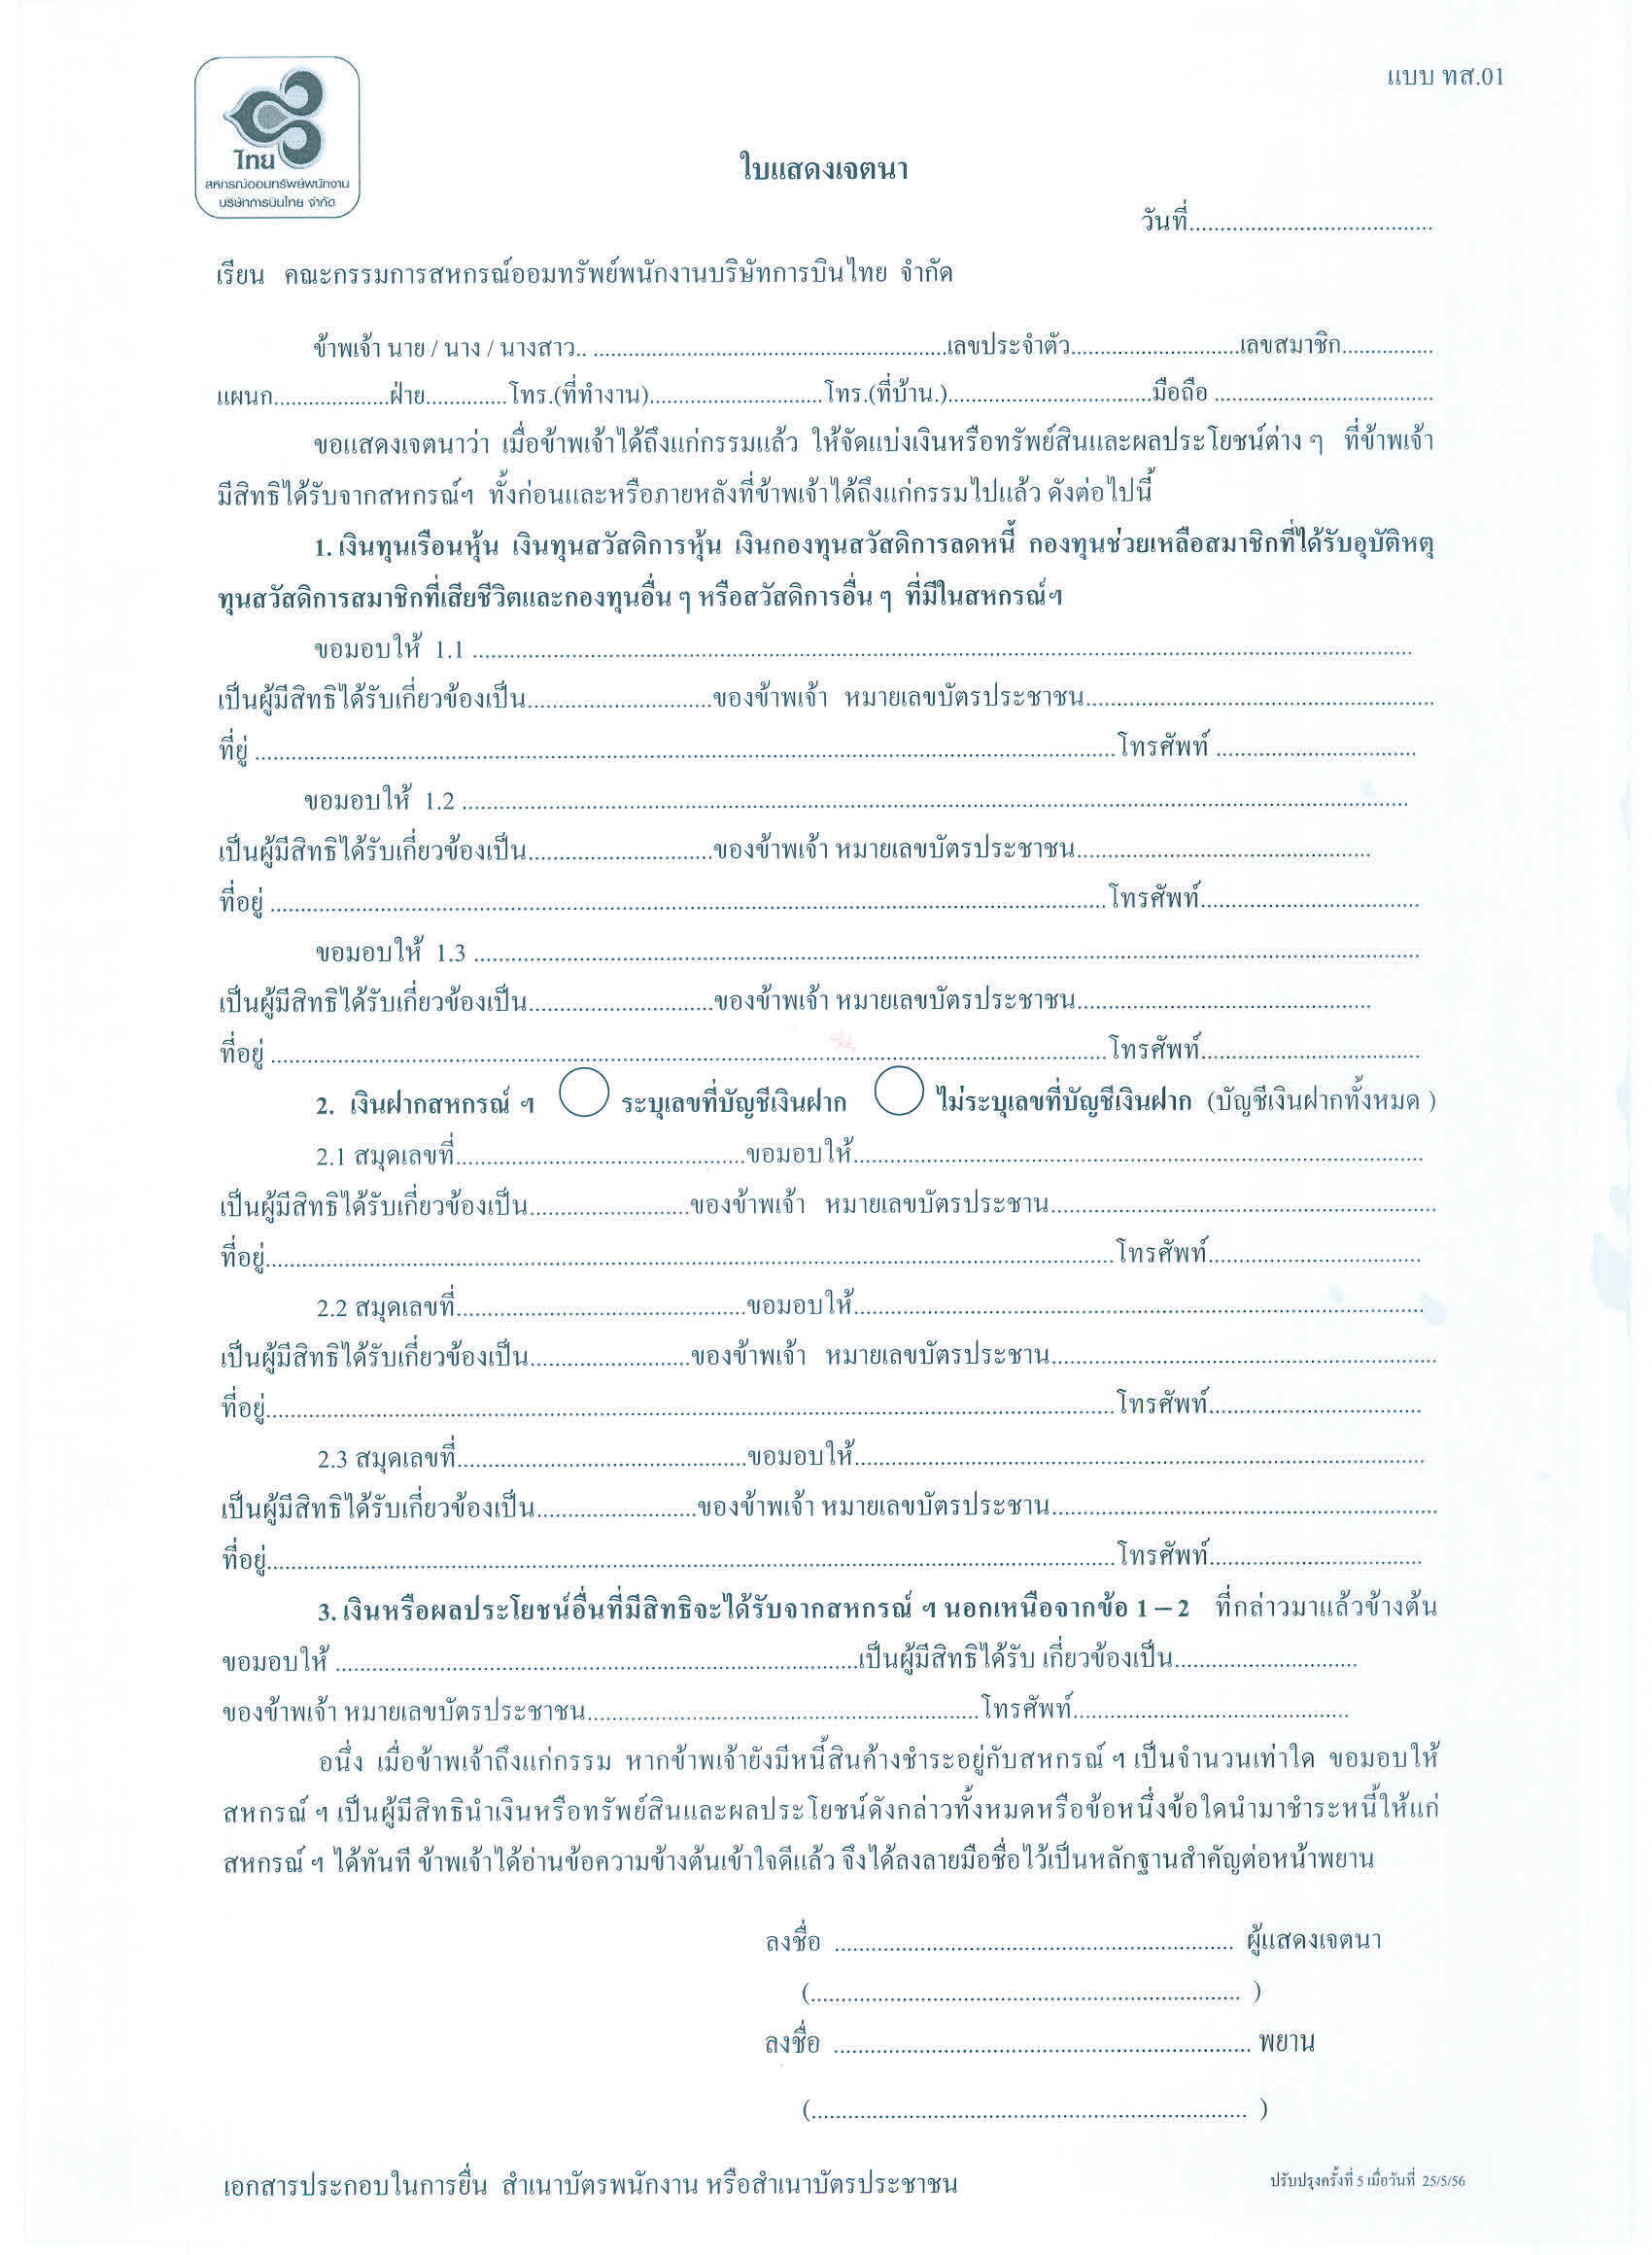 แบบ ทส.01
ไทย
สหกรณ์ออมทรัพย์พนักงาน
บริษัทการบินไทย จำกัด
ใบแสดงเจตนา
วันที่........................................
เรียน คณะกรรมการสหกรณ์ออมทรัพย์พนักงานบริษัทการบินไทย จำกัด
ข้าพเจ้า นาย / นาง / นางสาว.. ............................................................เลขประจำตัว.............................เลขสมาชิก................
แผนก....................ฝ่าย..............โทร.(ที่ทำงาน)..............................โทร.(ที่บ้าน.)...................................มือถือ ......................................
ขอแสดงเจตนาว่า เมื่อข้าพเจ้าได้ถึงแก่กรรมแล้ว ให้จัดแบ่งเงินหรือทรัพย์สินและผลประโยชน์ต่าง ๆ ที่ข้าพเจ้า
มีสิทธิได้รับจากสหกรณ์ฯ ทั้งก่อนและหรือภายหลังที่ข้าพเจ้าได้ถึงแก่กรรมไปแล้ว ดังต่อไปนี้
1. เงินทุนเรือนหุ้น เงินทุนสวัสดิการหุ้น เงินกองทุนสวัสดิการลดหนี้ กองทุนช่วยเหลือสมาชิกที่ได้รับอุบัติหตุ
ทุนสวัสดิการสมาชิกที่เสียชีวิตและกองทุนอื่น ๆ หรือสวัสดิการอื่น ๆ ที่มีในสหกรณ์ฯ
ขอมอบให้ 1.1 ................................................................................
เป็นผู้มีสิทธิได้รับเกี่ยวข้องเป็น...............................ของข้าพเจ้า หมายเลขบัตรประชาชน............................................................
ที่ยู่ ................................................................................โทรศัพท์ ..................................
ขอมอบให้ 1.2 ................................................................................
เป็นผู้มีสิทธิได้รับเกี่ยวข้องเป็น...............................ของข้าพเจ้า หมายเลขบัตรประชาชน..................................................
ที่อยู่ ................................................................................โทรศัพท์.....................................
ขอมอบให้ 1.3 ................................................................................
เป็นผู้มีสิทธิได้รับเกี่ยวข้องเป็น...............................ของข้าพเจ้า หมายเลขบัตรประชาชน..................................................
ที่อยู่ ................................................................................โทรศัพท์.....................................
2. เงินฝากสหกรณ์ ฯ ◯ ระบุเลขที่บัญชีเงินฝาก ◯ ไม่ระบุเลขที่บัญชีเงินฝาก (บัญชีเงินฝากทั้งหมด )
2.1 สมุดเลขที่................................................ขอมอบให้................................................................................
เป็นผู้มีสิทธิได้รับเกี่ยวข้องเป็น...........................ของข้าพเจ้า หมายเลขบัตรประชาน................................................................
ที่อยู่................................................................................โทรศัพท์....................................
2.2 สมุดเลขที่................................................ขอมอบให้................................................................................
เป็นผู้มีสิทธิได้รับเกี่ยวข้องเป็น...........................ของข้าพเจ้า หมายเลขบัตรประชาน................................................................
ที่อยู่................................................................................โทรศัพท์....................................
2.3 สมุดเลขที่................................................ขอมอบให้................................................................................
เป็นผู้มีสิทธิได้รับเกี่ยวข้องเป็น...........................ของข้าพเจ้า หมายเลขบัตรประชาน................................................................
ที่อยู่................................................................................โทรศัพท์....................................
3. เงินหรือผลประโยชน์อื่นที่มีสิทธิจะได้รับจากสหกรณ์ ฯ นอกเหนือจากข้อ 1 – 2 ที่กล่าวมาแล้วข้างต้น
ขอมอบให้ ................................................................................เป็นผู้มีสิทธิได้รับ เกี่ยวข้องเป็น...............................
ของข้าพเจ้า หมายเลขบัตรประชาชน..................................................................โทรศัพท์..............................................
อนึ่ง เมื่อข้าพเจ้าถึงแก่กรรม หากข้าพเจ้ายังมีหนี้สินค้างชำระอยู่กับสหกรณ์ ฯ เป็นจำนวนเท่าใด ขอมอบให้
สหกรณ์ ฯ เป็นผู้มีสิทธินำเงินหรือทรัพย์สินและผลประโยชน์ดังกล่าวทั้งหมดหรือข้อหนึ่งข้อใดนำมาชำระหนี้ให้แก่
สหกรณ์ ฯ ได้ทันที ข้าพเจ้าได้อ่านข้อความข้างต้นเข้าใจดีแล้ว จึงได้ลงลายมือชื่อไว้เป็นหลักฐานสำคัญต่อหน้าพยาน
ลงชื่อ .................................................................. ผู้แสดงเจตนา
(....................................................................... )
ลงชื่อ ..................................................................... พยาน
(........................................................................ )
เอกสารประกอบในการยื่น สำเนาบัตรพนักงาน หรือสำเนาบัตรประชาชน
ปรับปรุงครั้งที่ 5 เมื่อวันที่ 25/5/56